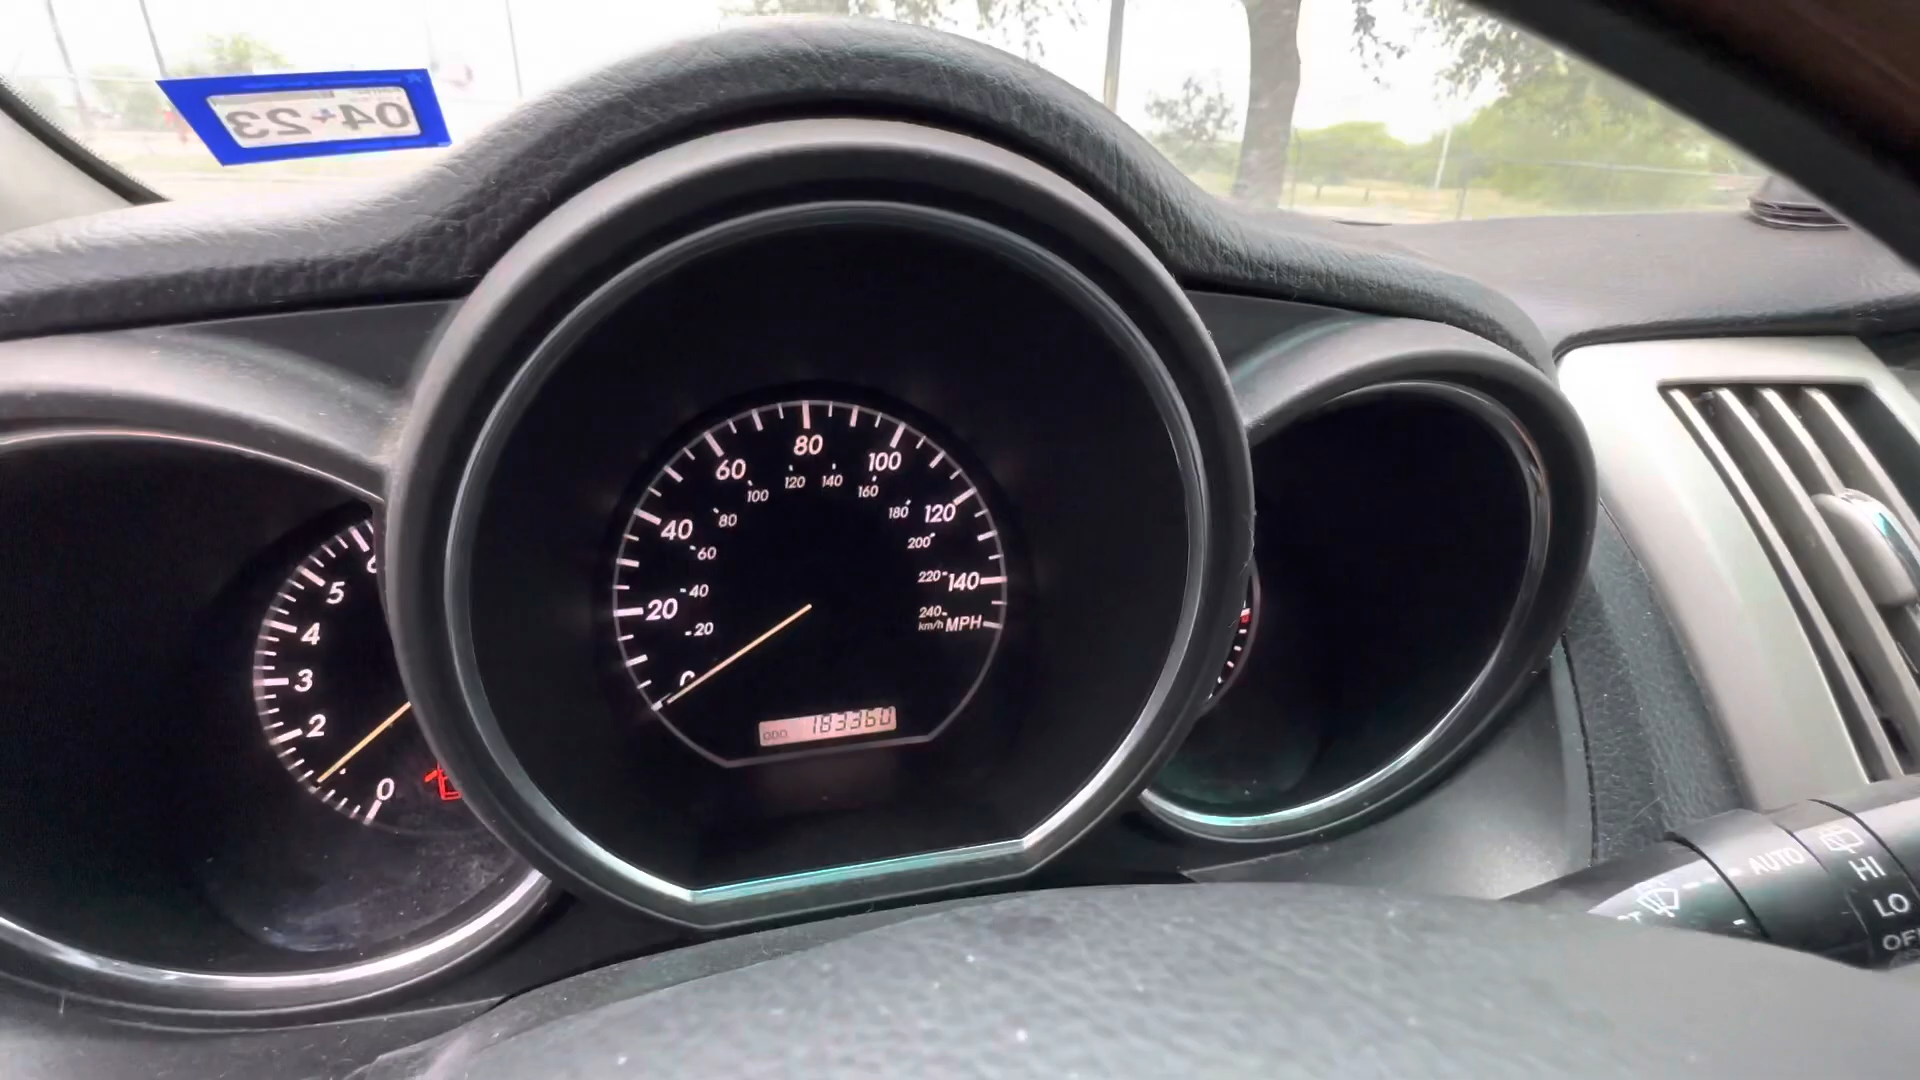 04 23
80
60 100
100 120 140 160
40 80 180 120
60 200
5
40 220 140
20 240
20 km/h MPH
4
3 0
2
ODO 183360
0
AUTO HI
LO